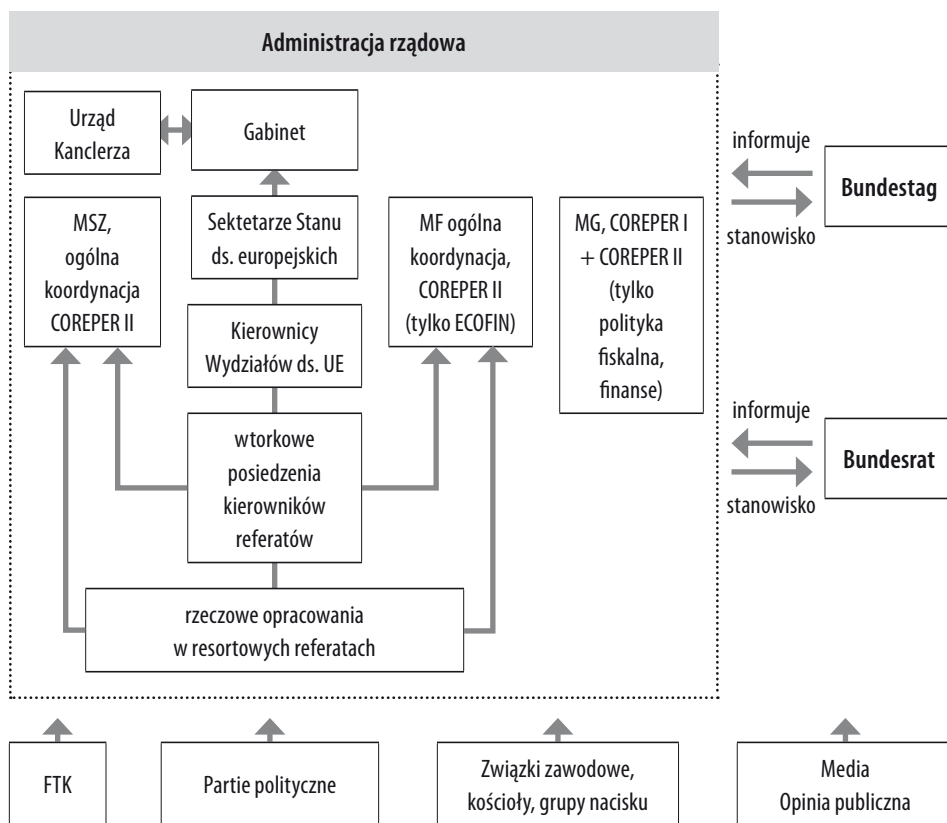 Administracja rządowa
Urząd
Kanclerza
Gabinet
MSZ,
ogólna
koordynacja
COREPER II
Sektetarze Stanu
ds. europejskich
MF ogólna
koordynacja,
COREPER II
(tylko ECOFIN)
MG, COREPER I
+ COREPER II
(tylko
polityka
fiskalna,
finanse)
Kierownicy
Wydziałów ds. UE
wtorkowe
posiedzenia
kierowników
referatów
rzeczowe opracowania
w resortowych referatach
informuje
Bundestag
stanowisko
informuje
Bundesrat
stanowisko
FTK
Partie polityczne
Związki zawodowe,
kościoły, grupy nacisku
Media
Opinia publiczna